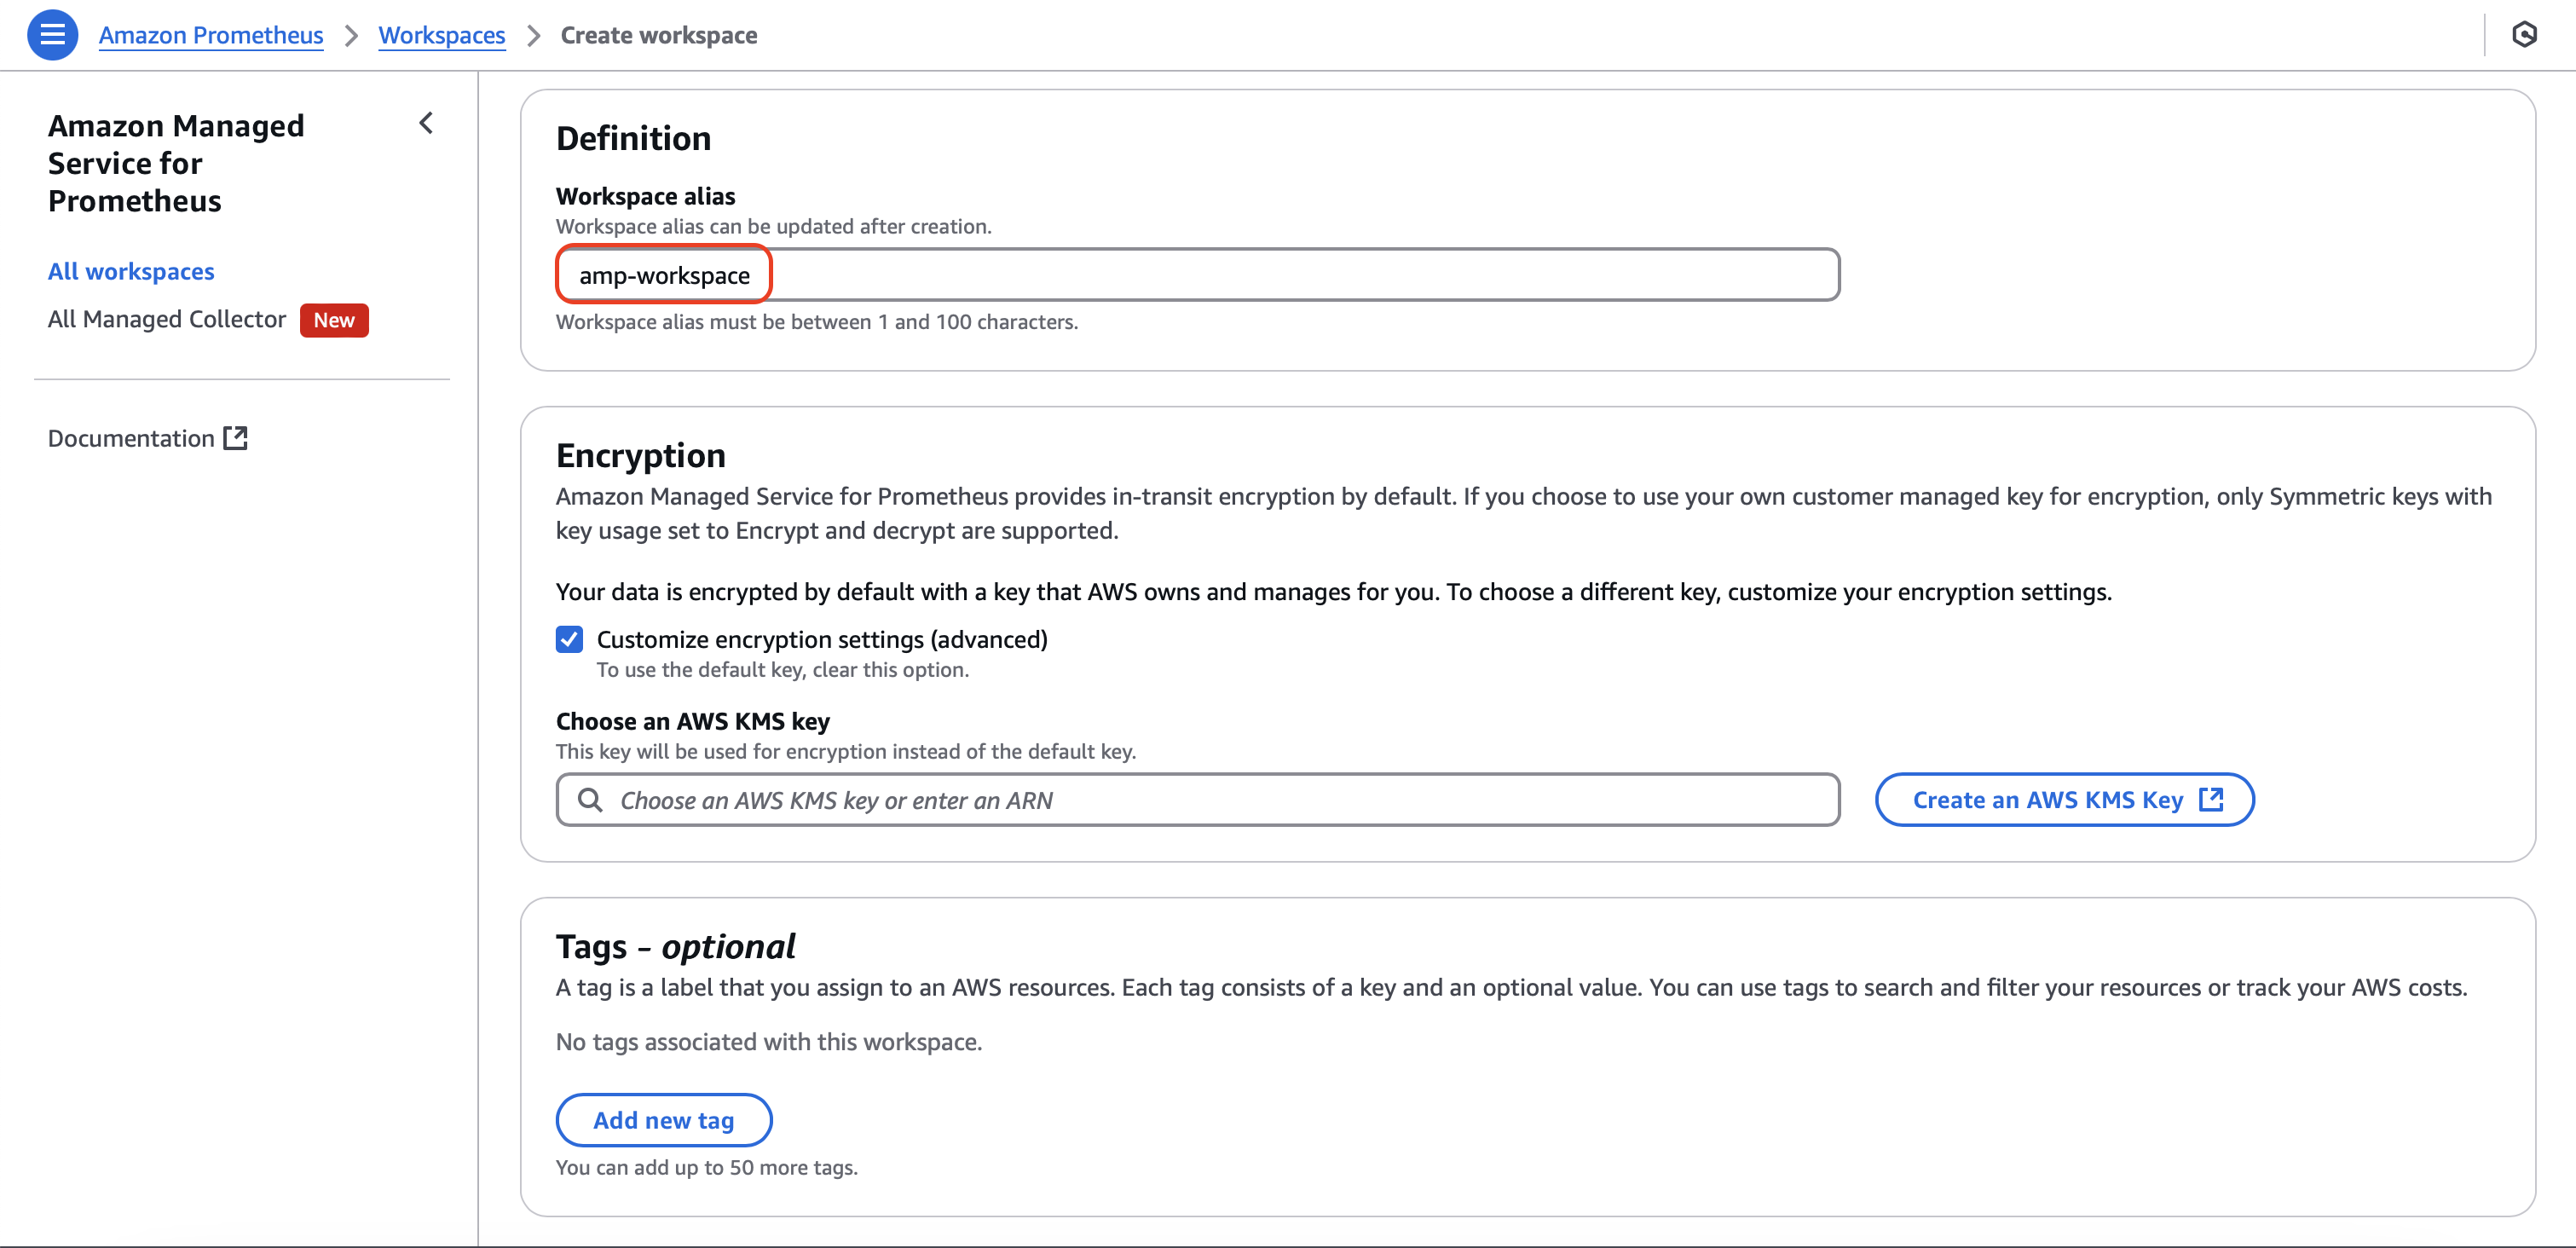 Amazon Prometheus > Workspaces > Create workspace
Amazon Managed
Service for
Prometheus
All workspaces
All Managed Collector New
Documentation
Definition
Workspace alias
Workspace alias can be updated after creation.
amp-workspace
Workspace alias must be between 1 and 100 characters.
Encryption
Amazon Managed Service for Prometheus provides in-transit encryption by default. If you choose to use your own customer managed key for encryption, only Symmetric keys with
key usage set to Encrypt and decrypt are supported.
Your data is encrypted by default with a key that AWS owns and manages for you. To choose a different key, customize your encryption settings.
Customize encryption settings (advanced)
To use the default key, clear this option.
Choose an AWS KMS key
This key will be used for encryption instead of the default key.
Choose an AWS KMS key or enter an ARN
Create an AWS KMS Key
Tags - optional
A tag is a label that you assign to an AWS resources. Each tag consists of a key and an optional value. You can use tags to search and filter your resources or track your AWS costs.
No tags associated with this workspace.
Add new tag
You can add up to 50 more tags.